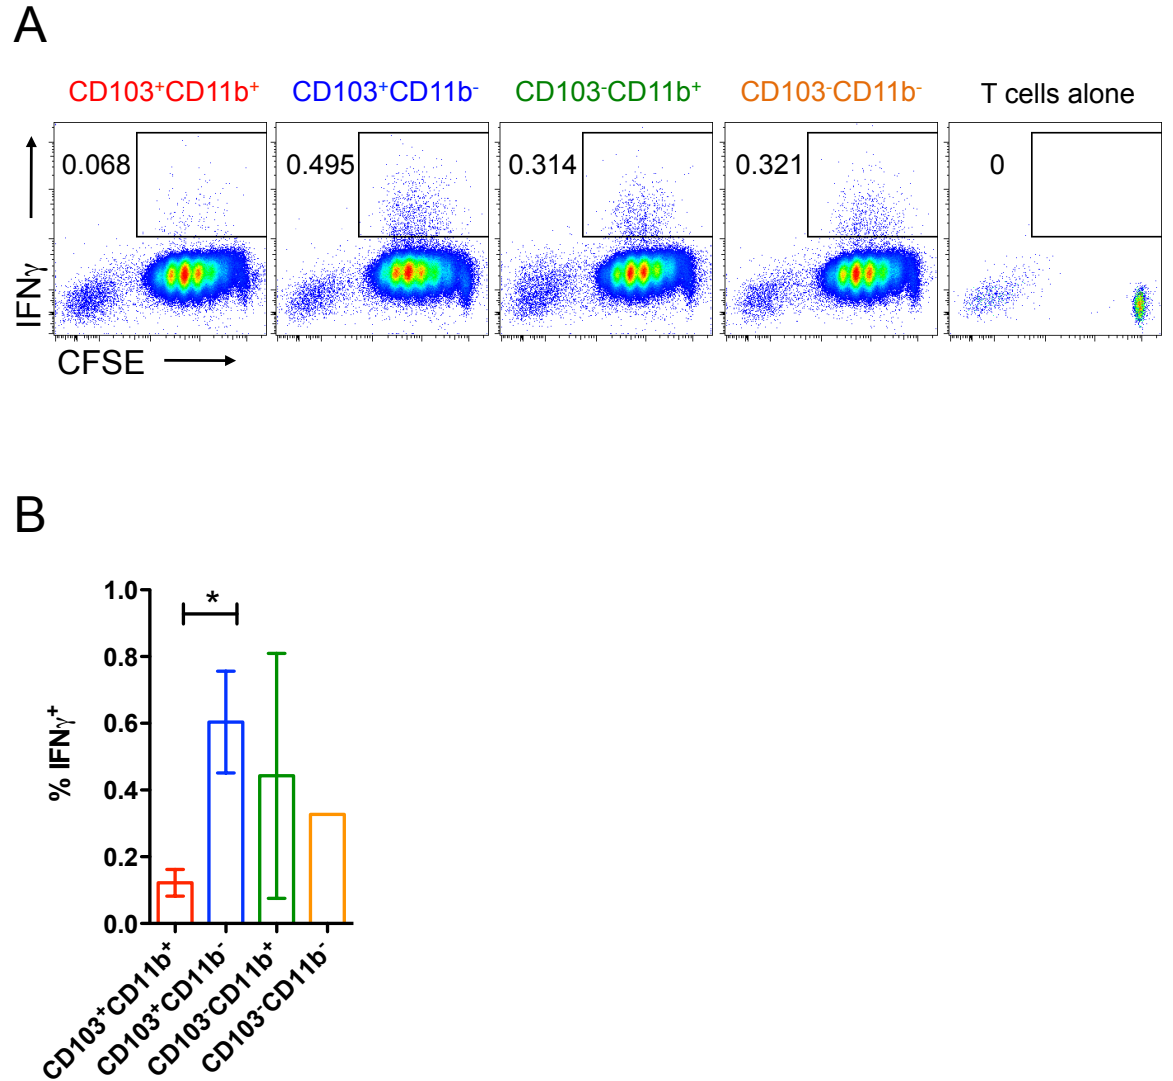 A
CD103⁺CD11b⁺ CD103⁺CD11b⁻ CD103⁻CD11b⁺ CD103⁻CD11b⁻ T cells alone
0.068 0.495 0.314 0.321 0
IFNγ
CFSE
B
1.0
*
0.8
0.6
0.4
0.2
0.0
% IFNγ⁺
CD103⁺CD11b⁺
CD103⁺CD11b⁻
CD103⁻CD11b⁺
CD103⁻CD11b⁻